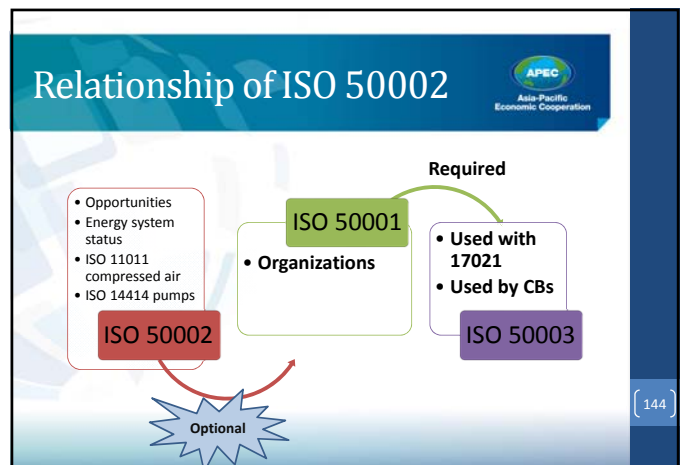 Relationship of ISO 50002
APEC
Asia-Pacific
Economic Cooperation
• Opportunities
• Energy system
status
• ISO 11011
compressed air
• ISO 14414 pumps
ISO 50002
Optional
ISO 50001
• Organizations
Required
• Used with
17021
• Used by CBs
ISO 50003
144